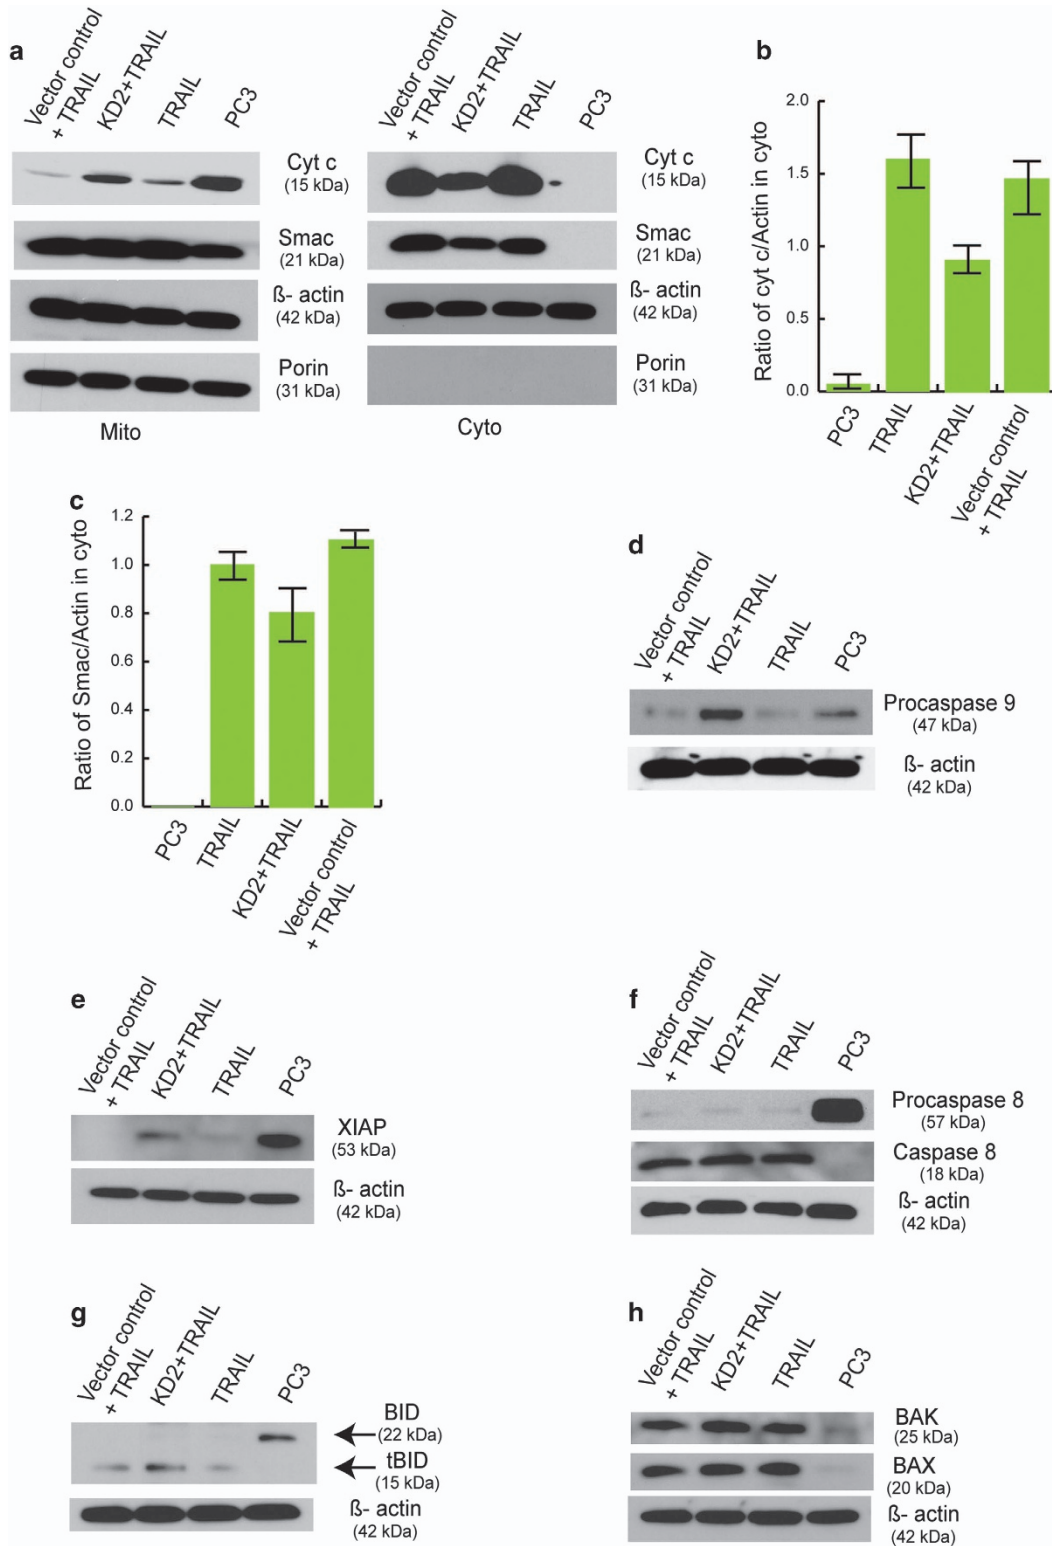 a
Vector control
+ TRAIL
KD2+TRAIL
TRAIL
PC3
Cyt c
(15 kDa)
Smac
(21 kDa)
ß- actin
(42 kDa)
Porin
(31 kDa)
Mito
Vector control
+ TRAIL
KD2+TRAIL
TRAIL
PC3
Cyt c
(15 kDa)
Smac
(21 kDa)
ß- actin
(42 kDa)
Porin
(31 kDa)
Cyto
b
Ratio of cyt c/Actin in cyto
2.0
1.5
1.0
0.5
0.0
PC3
TRAIL
KD2+TRAIL
Vector control
+ TRAIL
c
Ratio of Smac/Actin in cyto
1.2
1.0
0.8
0.6
0.4
0.2
0.0
PC3
TRAIL
KD2+TRAIL
Vector control
+ TRAIL
d
Vector control
+ TRAIL
KD2+TRAIL
TRAIL
PC3
Procaspase 9
(47 kDa)
ß- actin
(42 kDa)
e
Vector control
+ TRAIL
KD2+TRAIL
TRAIL
PC3
XIAP
(53 kDa)
ß- actin
(42 kDa)
f
Vector control
+ TRAIL
KD2+TRAIL
TRAIL
PC3
Procaspase 8
(57 kDa)
Caspase 8
(18 kDa)
ß- actin
(42 kDa)
g
Vector control
+ TRAIL
KD2+TRAIL
TRAIL
PC3
BID
(22 kDa)
tBID
(15 kDa)
ß- actin
(42 kDa)
h
Vector control
+ TRAIL
KD2+TRAIL
TRAIL
PC3
BAK
(25 kDa)
BAX
(20 kDa)
ß- actin
(42 kDa)